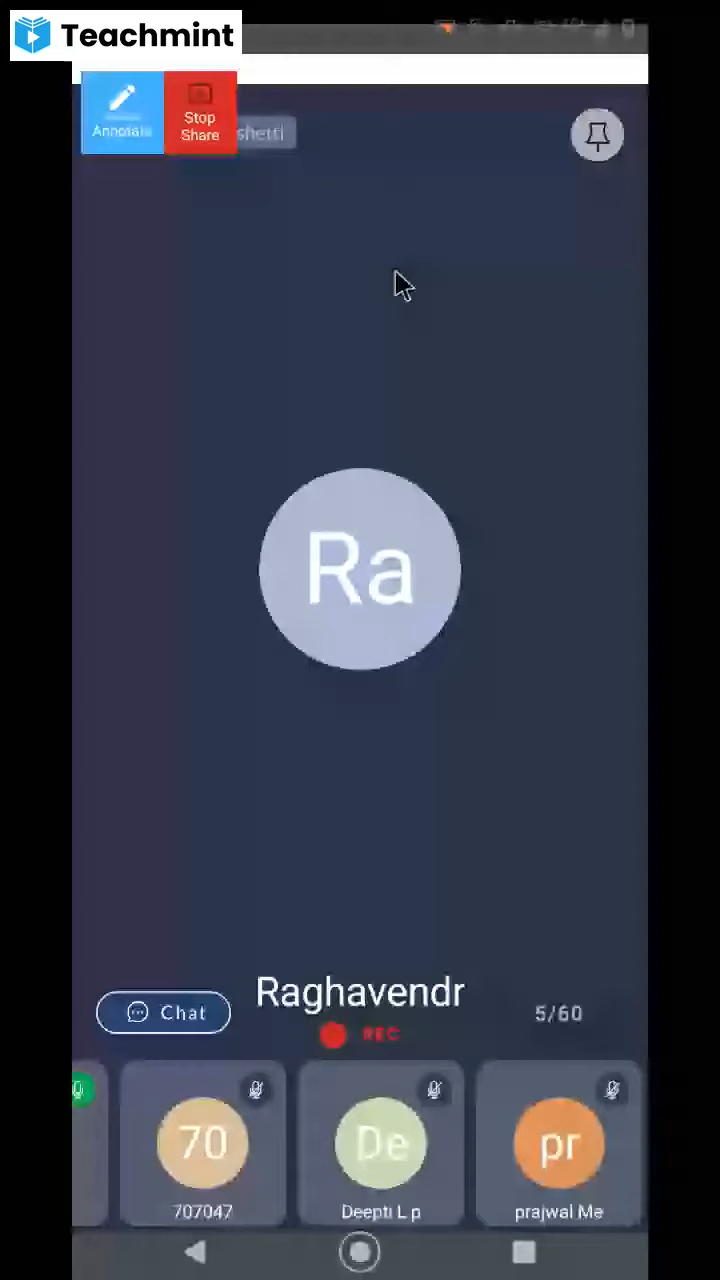 Teachmint
Annotate
Stop
Share
shetti
Ra
Raghavendr
Chat
REC
5/60
70
De
pr
707047
Deepti L p
prajwal Me